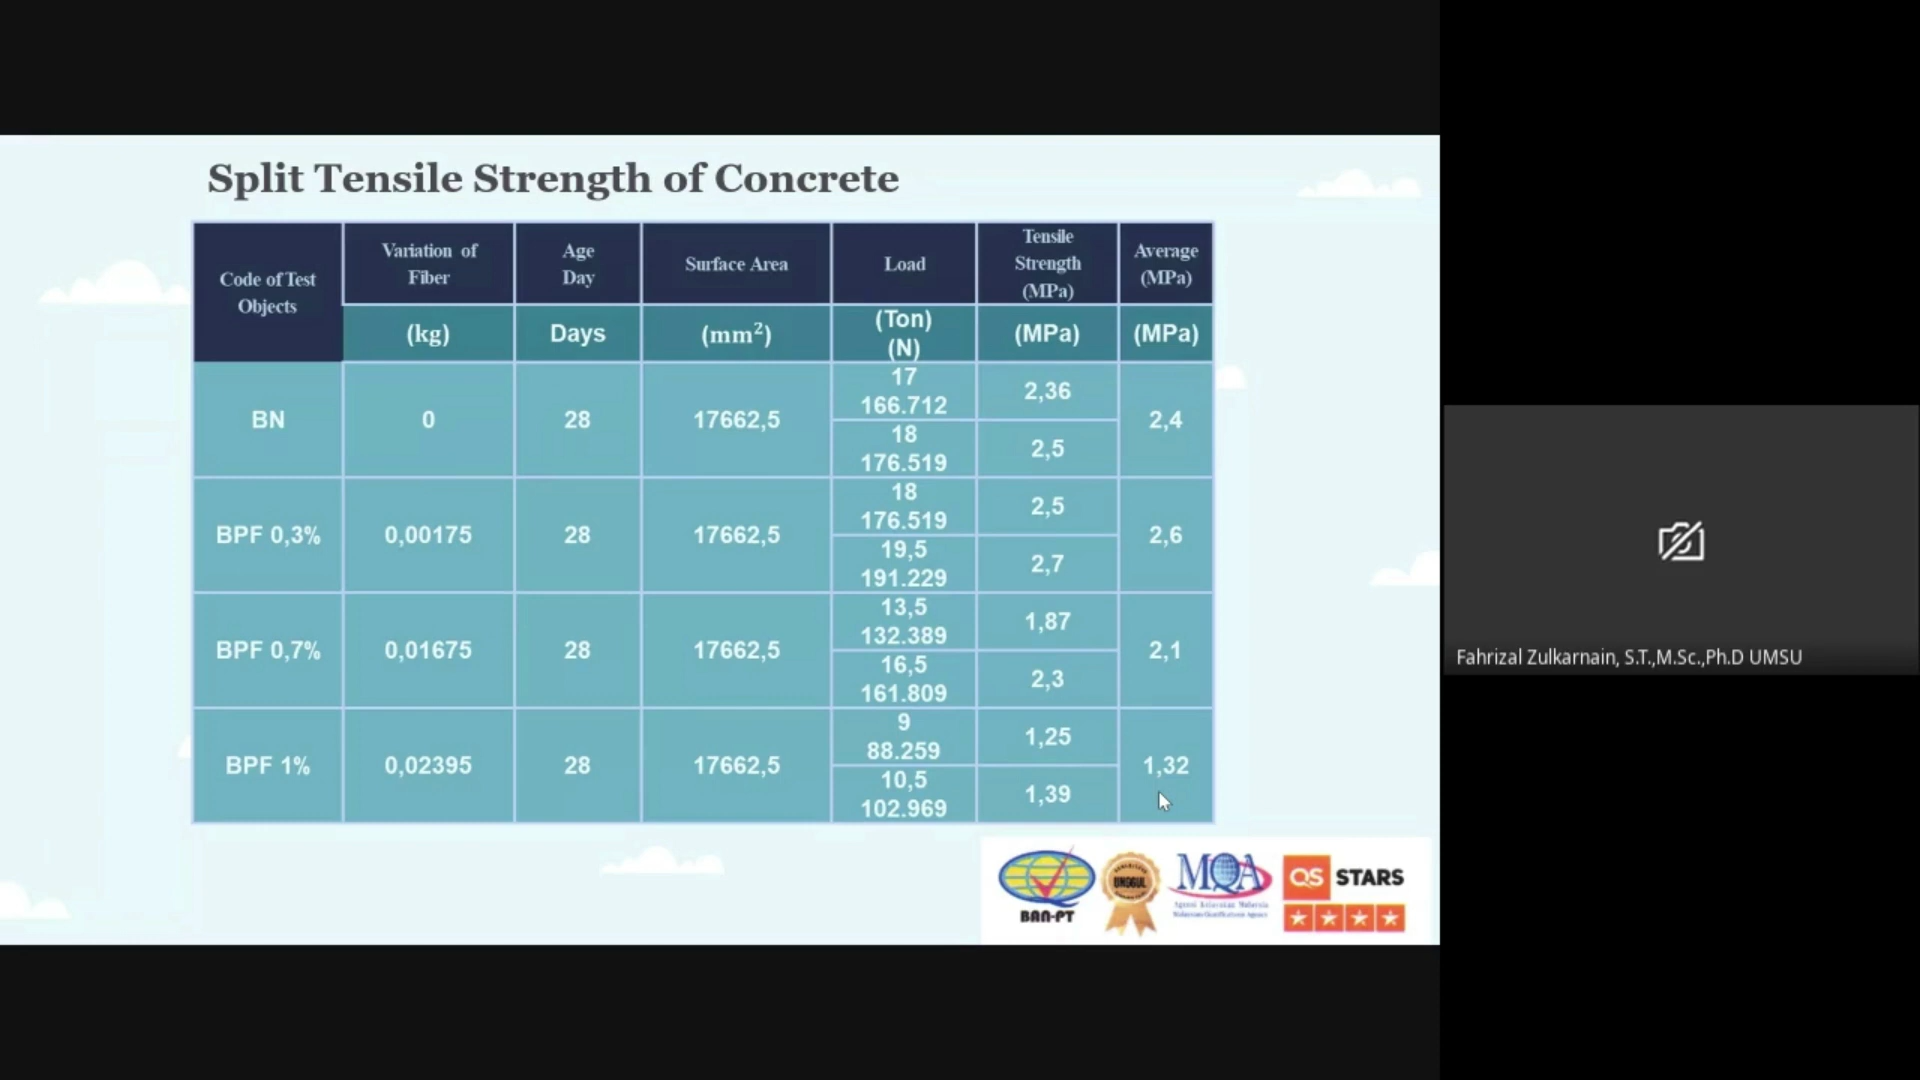 Split Tensile Strength of Concrete
Code of Test
Objects
Variation of
Fiber
Age
Day
Surface Area
Load
Tensile
Strength
(MPa)
Average
(MPa)
(kg)
Days
(mm²)
(Ton)
(N)
(MPa)
(MPa)
BN
0
28
17662,5
17
166.712
2,36
18
176.519
2,5
2,4
BPF 0,3%
0,00175
28
17662,5
18
176.519
2,5
19,5
191.229
2,7
2,6
BPF 0,7%
0,01675
28
17662,5
13,5
132.389
1,87
16,5
161.809
2,3
2,1
BPF 1%
0,02395
28
17662,5
9
88.259
1,25
10,5
102.969
1,39
1,32
BAN-PT
UNGGUL
MQA
Malaysian Qualifications Agency
QS STARS
Fahrizal Zulkarnain, S.T.,M.Sc.,Ph.D UMSU